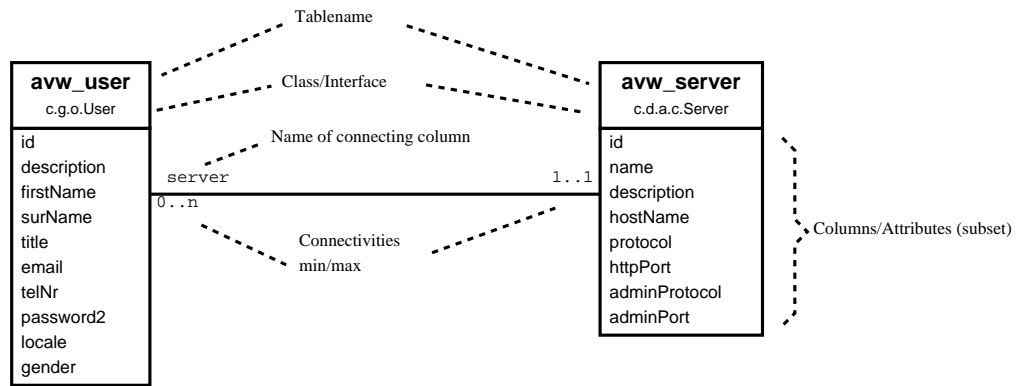 Tablename
avw_user
c.g.o.User
id
description
firstName
surName
title
email
telNr
password2
locale
gender
Class/Interface
Name of connecting column
server
1..1
0..n
Connectivities
min/max
avw_server
c.d.a.c.Server
id
name
description
hostName
protocol
httpPort
adminProtocol
adminPort
Columns/Attributes (subset)